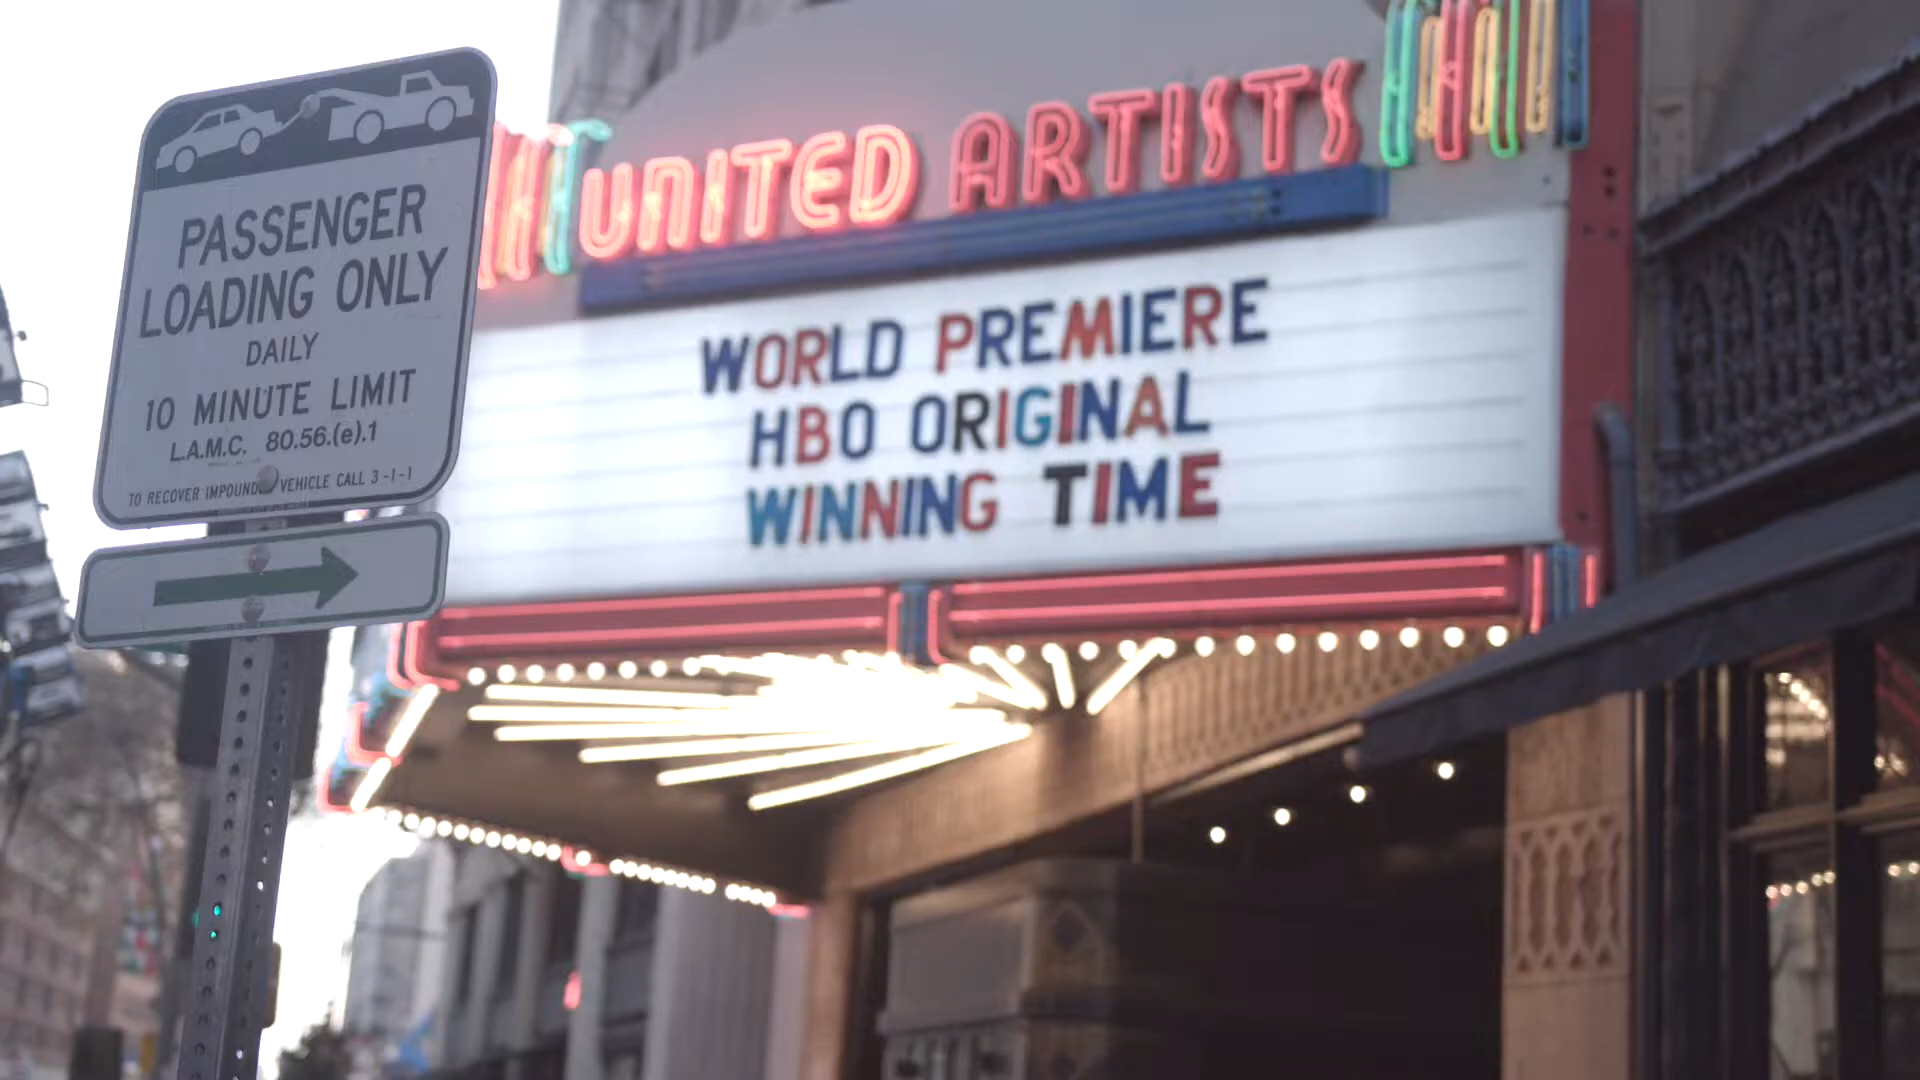 PASSENGER
LOADING ONLY
DAILY
10 MINUTE LIMIT
L.A.M.C. 80.56.(e).1
TO RECOVER IMPOUNDED VEHICLE CALL 3-1-1
UNITED ARTISTS
WORLD PREMIERE
HBO ORIGINAL
WINNING TIME